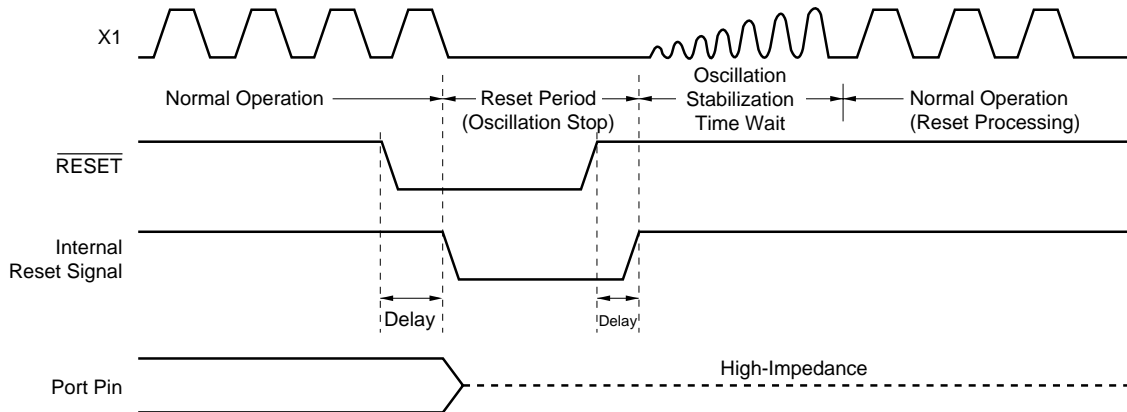 X1
Normal Operation
Reset Period
(Oscillation Stop)
Oscillation
Stabilization
Time Wait
Normal Operation
(Reset Processing)
RESET
Internal
Reset Signal
Delay
Delay
Port Pin
High-Impedance